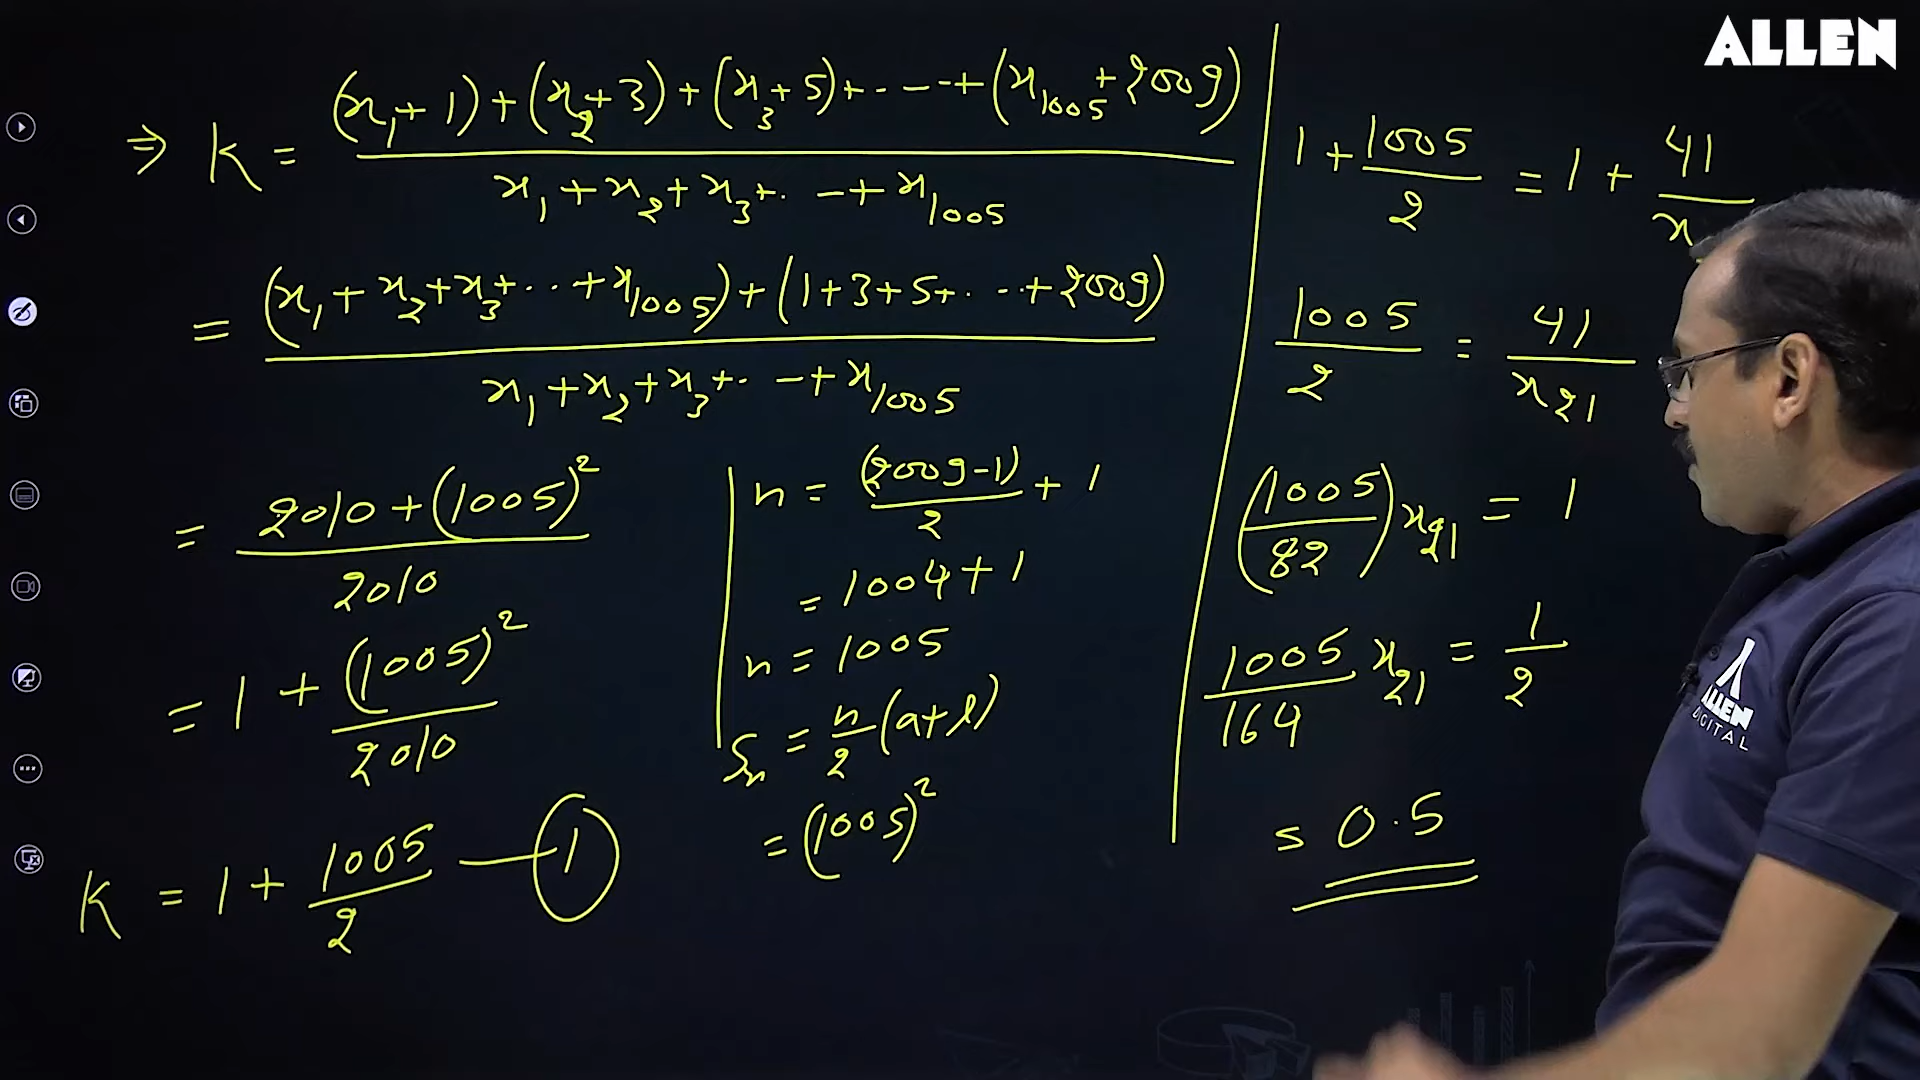 ALLEN
⇒ K = (x₁ + 1) + (x₂ + 3) + (x₃ + 5) + ---- + (x₁₀₀₅ + 2009) / x₁ + x₂ + x₃ + .. - + x₁₀₀₅
= (x₁ + x₂ + x₃ + ... + x₁₀₀₅) + (1 + 3 + 5 + . .. + 2009) / x₁ + x₂ + x₃ + . - + x₁₀₀₅
= 2010 + (1005)² / 2010
= 1 + (1005)² / 2010
K = 1 + 1005/2 — ①
n = (2009 - 1)/2 + 1
= 1004 + 1
n = 1005
Sₙ = n/2 (a + l)
= (1005)²
1 + 1005/2 = 1 + 41/x
1005/2 = 41/x₂₁
(1005/82) x₂₁ = 1
1005/164 x₂₁ = 1/2
= 0.5
ALLEN
DIGITAL